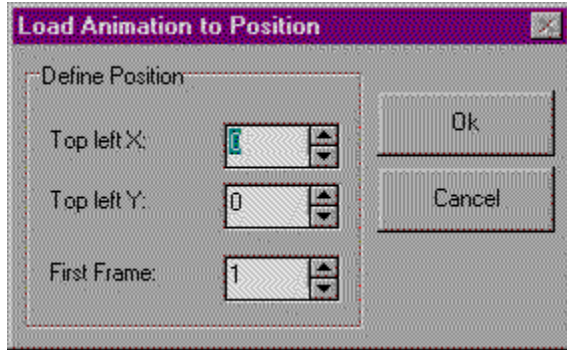 Load Animation to Position
Define Position
Top left X: 0
Ok
Top left Y: 0
Cancel
First Frame: 1